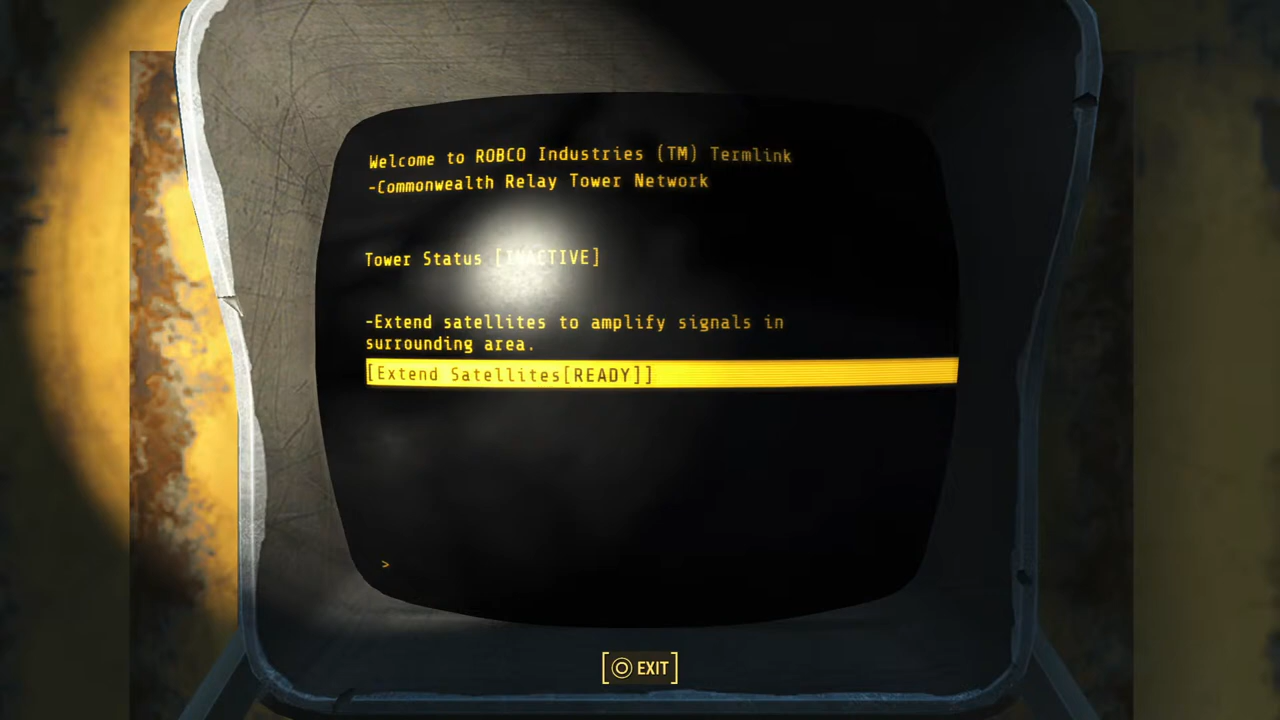 Welcome to ROBCO Industries (TM) Termlink
-Commonwealth Relay Tower Network
Tower Status [INACTIVE]
-Extend satellites to amplify signals in
surrounding area.
[Extend Satellites[READY]]
>
EXIT